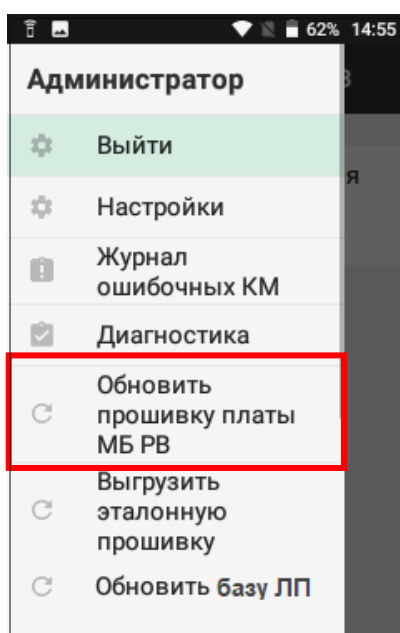 62% 14:55
Администратор
В
Выйти
я
Настройки
Журнал
ошибочных КМ
Диагностика
Обновить
прошивку платы
МБ РВ
Выгрузить
эталонную
прошивку
Обновить базу ЛП